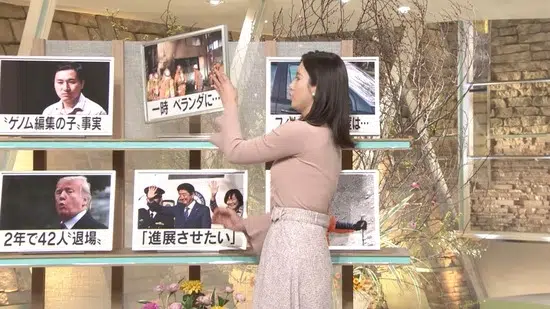 一時 ベランダに…
〝ゲノム編集の子〟事実
は…
2年で42人〝退場〟
「進展させたい」